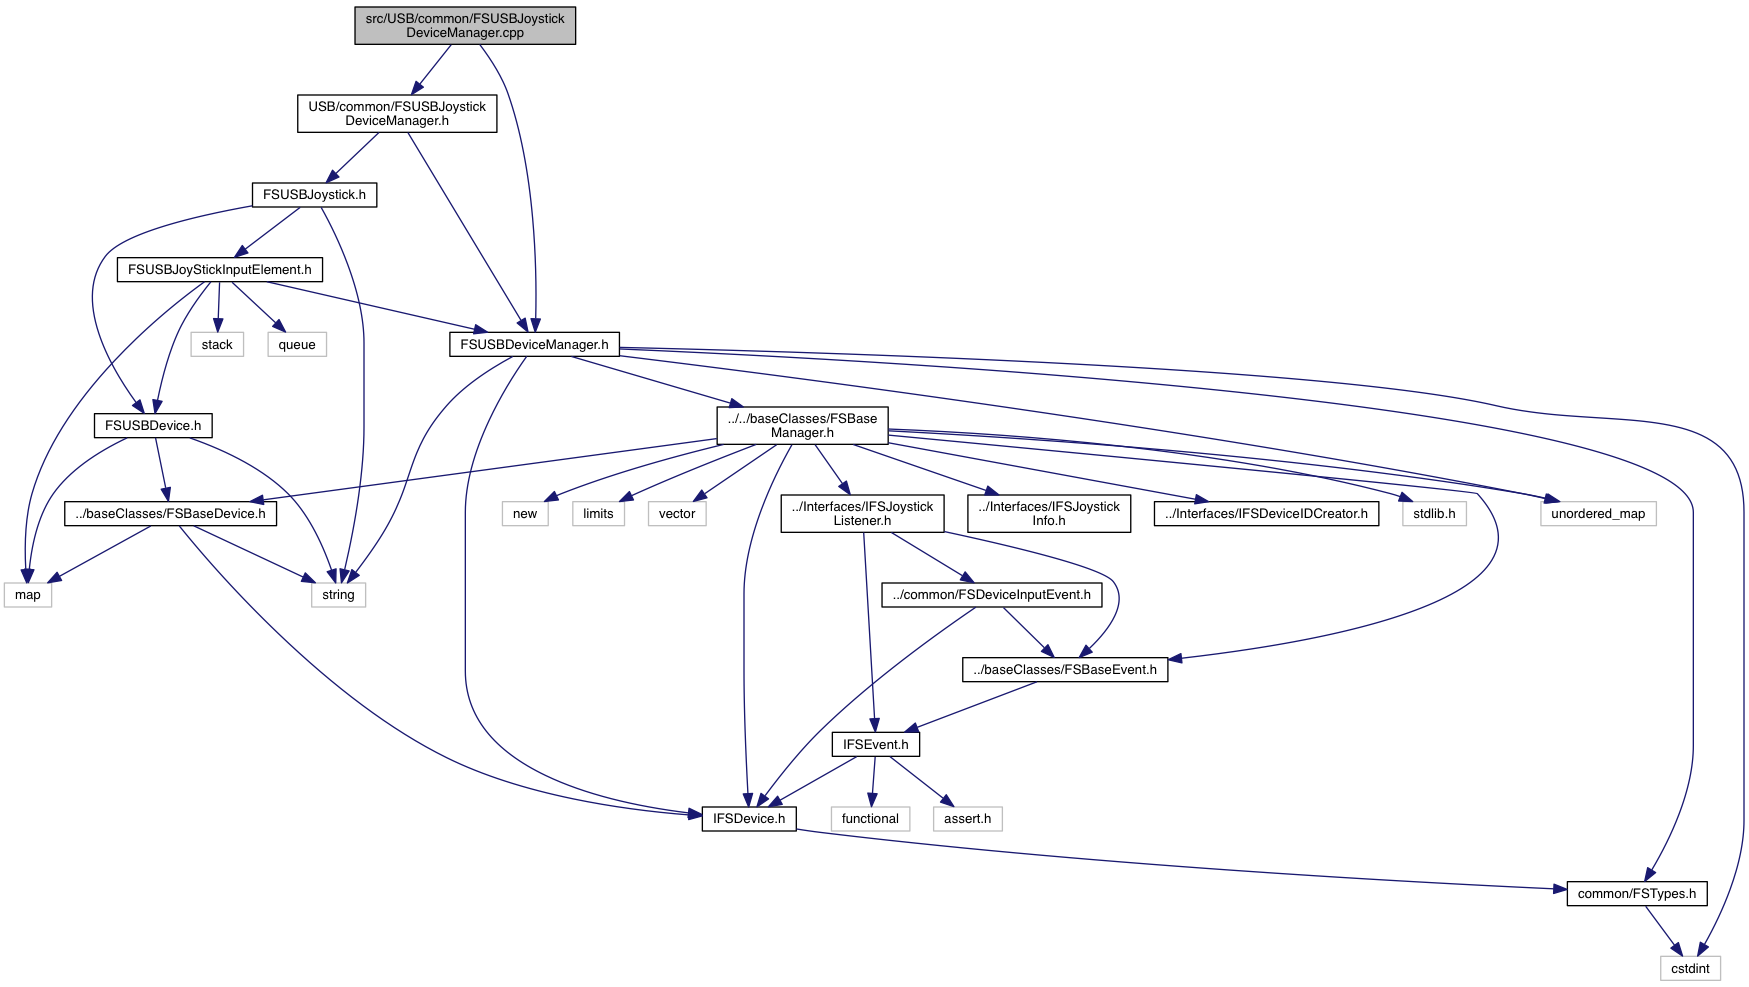 src/USB/common/FSUSBJoystick
DeviceManager.cpp
USB/common/FSUSBJoystick
DeviceManager.h
FSUSBJoystick.h
FSUSBJoyStickInputElement.h
stack
queue
FSUSBDeviceManager.h
FSUSBDevice.h
../../baseClasses/FSBase
Manager.h
../baseClasses/FSBaseDevice.h
new
limits
vector
../Interfaces/IFSJoystick
Listener.h
../Interfaces/IFSJoystick
Info.h
../Interfaces/IFSDeviceIDCreator.h
stdlib.h
unordered_map
map
string
../common/FSDeviceInputEvent.h
../baseClasses/FSBaseEvent.h
IFSEvent.h
IFSDevice.h
functional
assert.h
common/FSTypes.h
cstdint